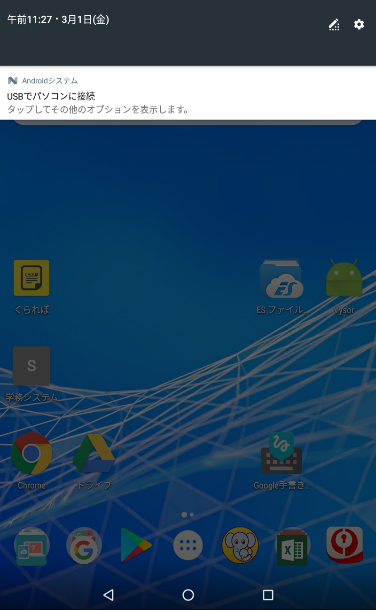 午前11:27・3月1日(金)
Androidシステム
USBでパソコンに接続
タップしてその他のオプションを表示します。
くられぽ
ES ファイル..
Vysor
S
学務システム
Chrome
ドライブ
Google手書き